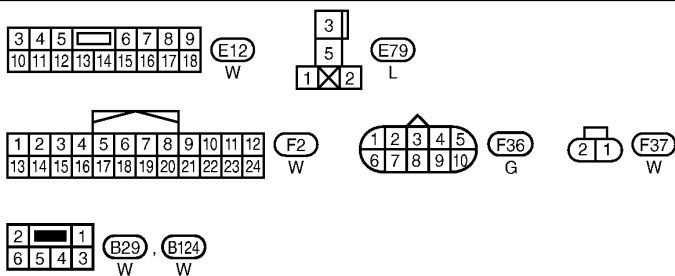 3 4 5 6 7 8 9
10 11 12 13 14 15 16 17 18
E12
W
3
5
1 2
E79
L
1 2 3 4 5 6 7 8 9 10 11 12
13 14 15 16 17 18 19 20 21 22 23 24
F2
W
1 2 3 4 5
6 7 8 9 10
F36
G
2 1
F37
W
2 1
6 5 4 3
B29 , B124
W W